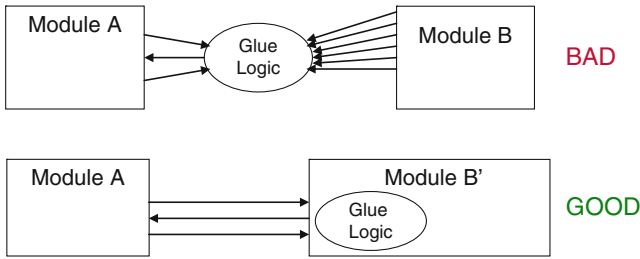 Module A
Glue
Logic
Module B
BAD
Module A
Module B’
Glue
Logic
GOOD